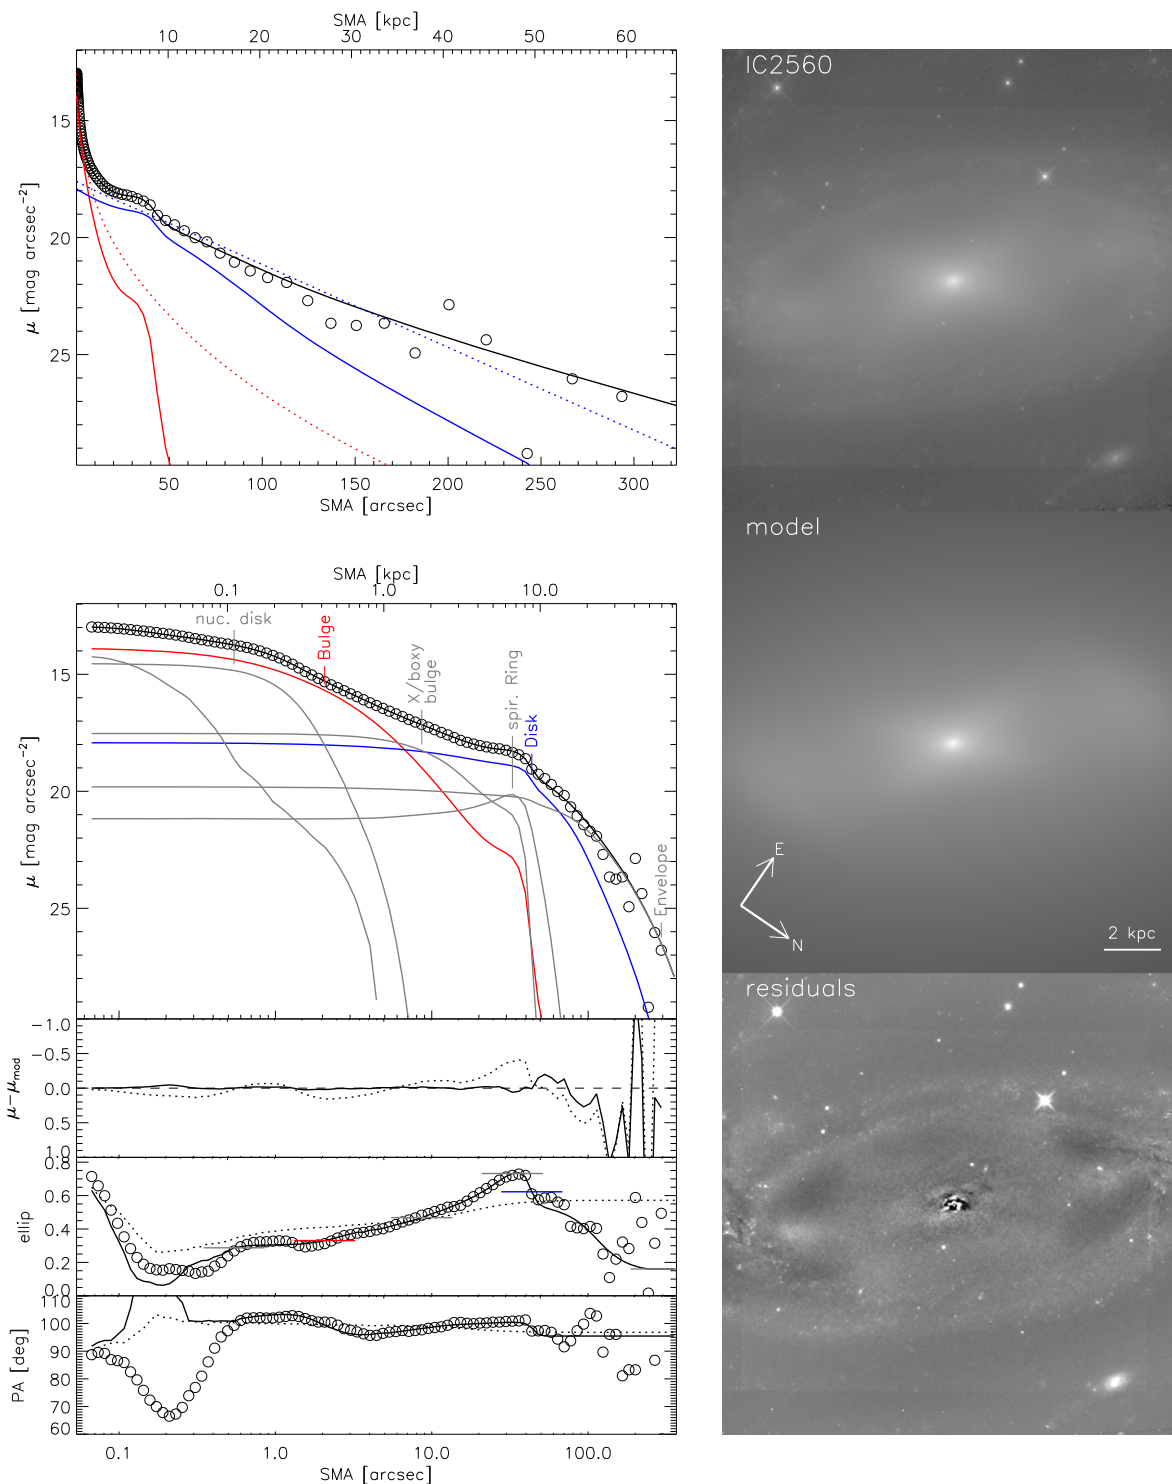 SMA [kpc]
0 10 20 30 40 50 60
15
20
25
μ [mag arcsec⁻²]
50 100 150 200 250 300
SMA [arcsec]
SMA [kpc]
0.1 1.0 10.0
nuc. disk
Bulge
X/boxy
bulge
spir. Ring
Disk
Envelope
15
20
25
μ [mag arcsec⁻²]
−1.0
−0.5
0.0
0.5
1.0
μ−μmod
0.8
0.6
0.4
0.2
0.0
ellip
110
100
90
80
70
60
PA [deg]
0.1 1.0 10.0 100.0
SMA [arcsec]
IC2560
model
E
N
2 kpc
residuals